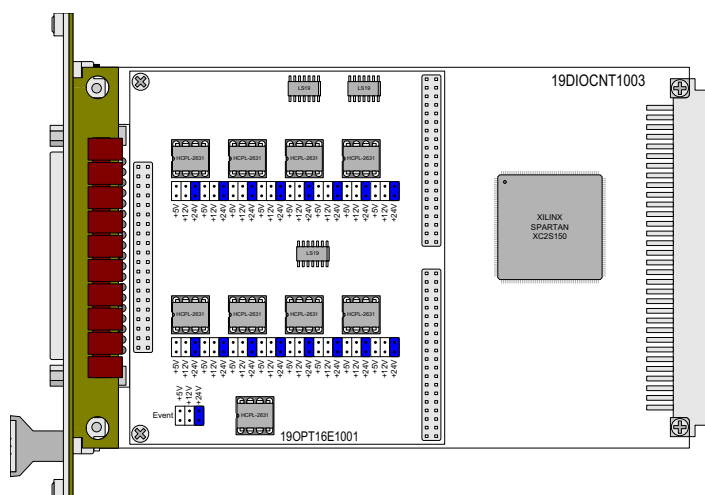 19DIOCNT1003
LS19 LS19
HCPL-2631 HCPL-2631 HCPL-2631 HCPL-2631
+5V +12V +24V +5V +12V +24V +5V +12V +24V +5V +12V +24V +5V +12V +24V +5V +12V +24V +5V +12V +24V +5V +12V +24V
XILINX
SPARTAN
XC2S150
LS19
HCPL-2631 HCPL-2631 HCPL-2631 HCPL-2631
+5V +12V +24V +5V +12V +24V +5V +12V +24V +5V +12V +24V +5V +12V +24V +5V +12V +24V +5V +12V +24V +5V +12V +24V
+5V +12V +24V
Event
HCPL-2631
19OPT16E1001